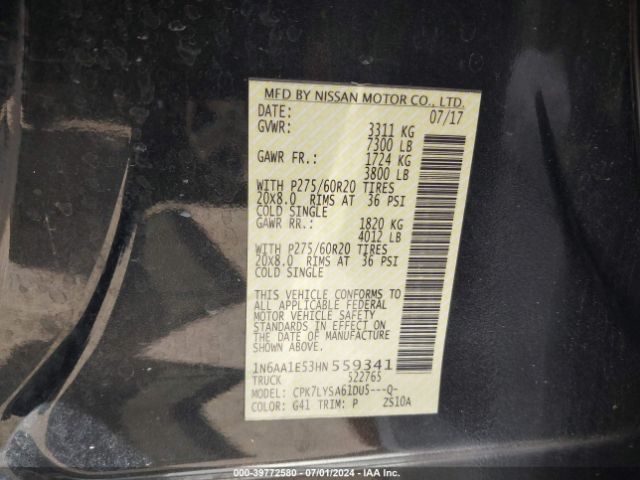 MFD BY NISSAN MOTOR CO., LTD.
DATE: 07/17
GVWR: 3311 KG
7300 LB
GAWR FR.: 1724 KG
3800 LB
WITH P275/60R20 TIRES
20X8.0 RIMS AT 36 PSI
COLD SINGLE
GAWR RR.: 1820 KG
4012 LB
WITH P275/60R20 TIRES
20X8.0 RIMS AT 36 PSI
COLD SINGLE
THIS VEHICLE CONFORMS TO
ALL APPLICABLE FEDERAL
MOTOR VEHICLE SAFETY
STANDARDS IN EFFECT ON
THE DATE OF MANUFACTURE
SHOWN ABOVE.
1N6AA1E53HN559341
TRUCK 522765
MODEL: CPK7LYSA61DU5---Q-
COLOR: G41 TRIM: P ZS10A
000-39772580 - 07/01/2024 - IAA Inc.